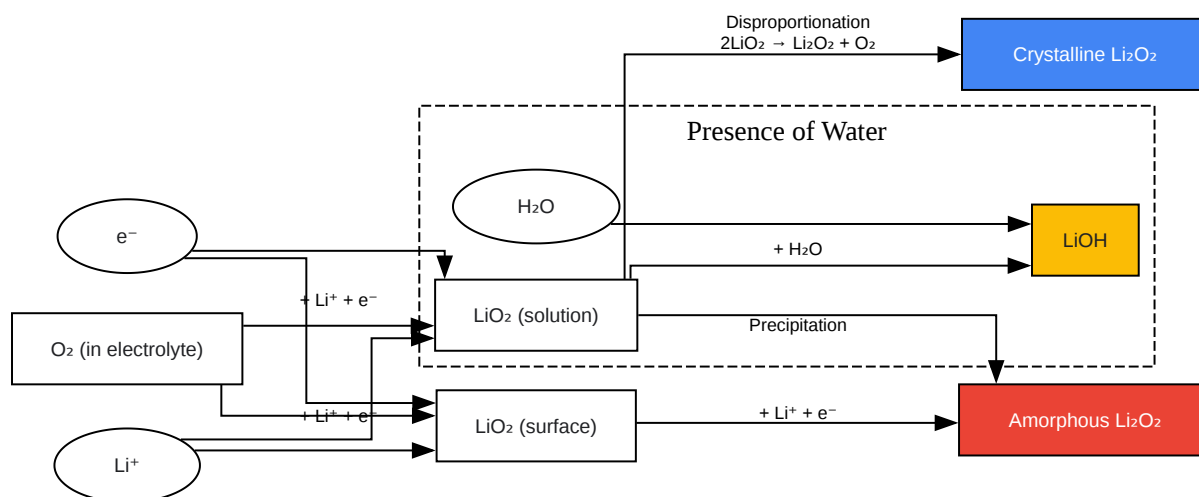 Disproportionation
2LiO₂ → Li₂O₂ + O₂
Crystalline Li₂O₂
Presence of Water
H₂O
e⁻
LiOH
+ H₂O
+ Li⁺ + e⁻
LiO₂ (solution)
Precipitation
O₂ (in electrolyte)
+ Li⁺ + e⁻
LiO₂ (surface)
+ Li⁺ + e⁻
Amorphous Li₂O₂
Li⁺